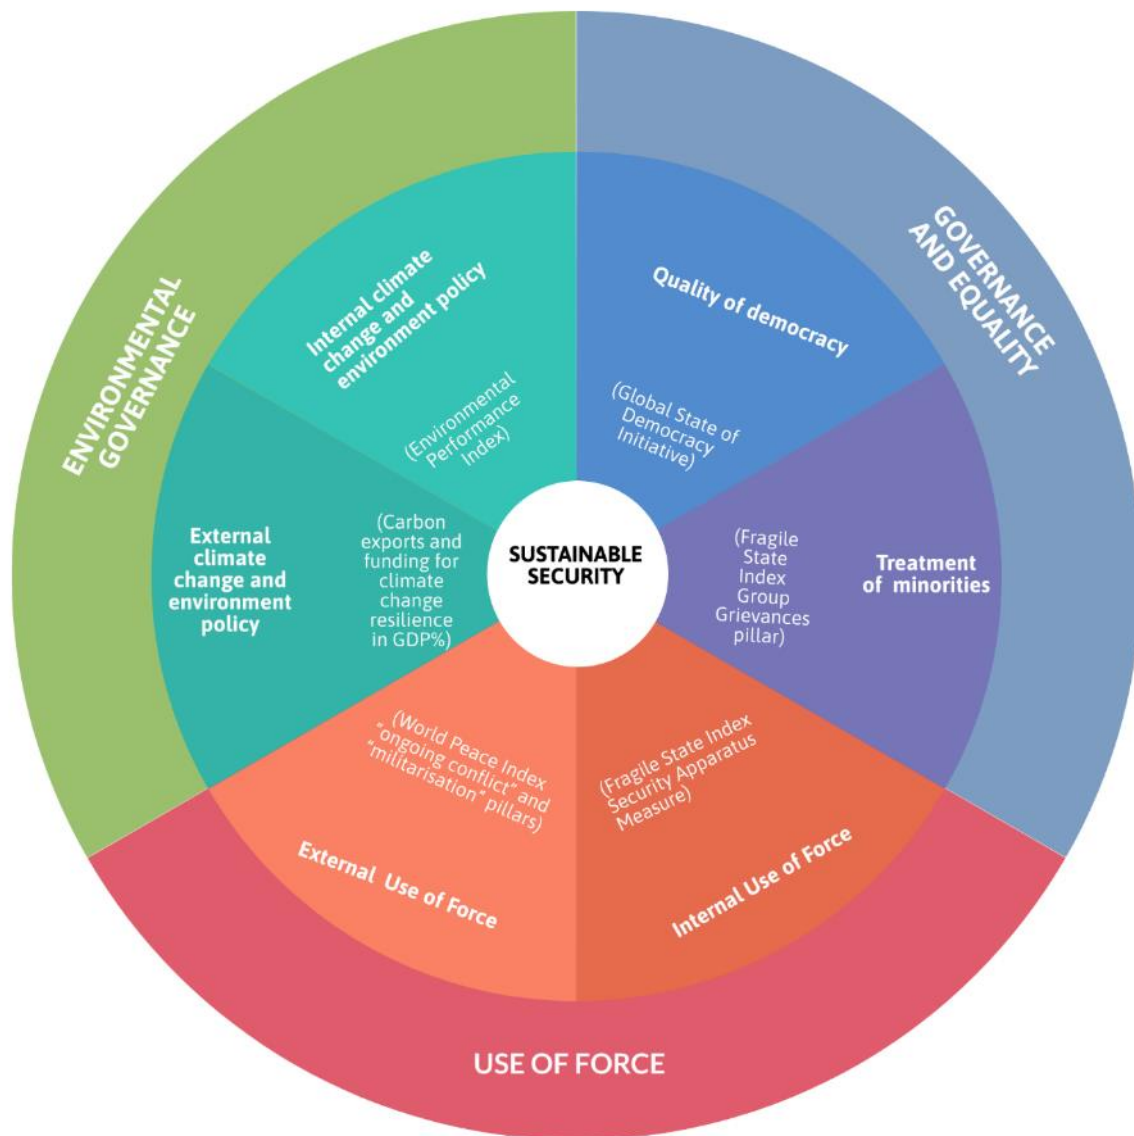 ENVIRONMENTAL
GOVERNANCE
GOVERNANCE
AND EQUALITY
Internal climate
change and
environment policy
(Environmental
Performance
Index)
Quality of democracy
(Global State of
Democracy
Initiative)
External
climate
change and
environment
policy
(Carbon
exports and
funding for
climate
change
resilience
in GDP%)
SUSTAINABLE
SECURITY
(Fragile
State
Index
Group
Grievances
pillar)
Treatment
of minorities
(World Peace Index
"ongoing conflict" and
"militarisation" pillars)
External Use of Force
(Fragile State Index
Security Apparatus
Measure)
Internal Use of Force
USE OF FORCE